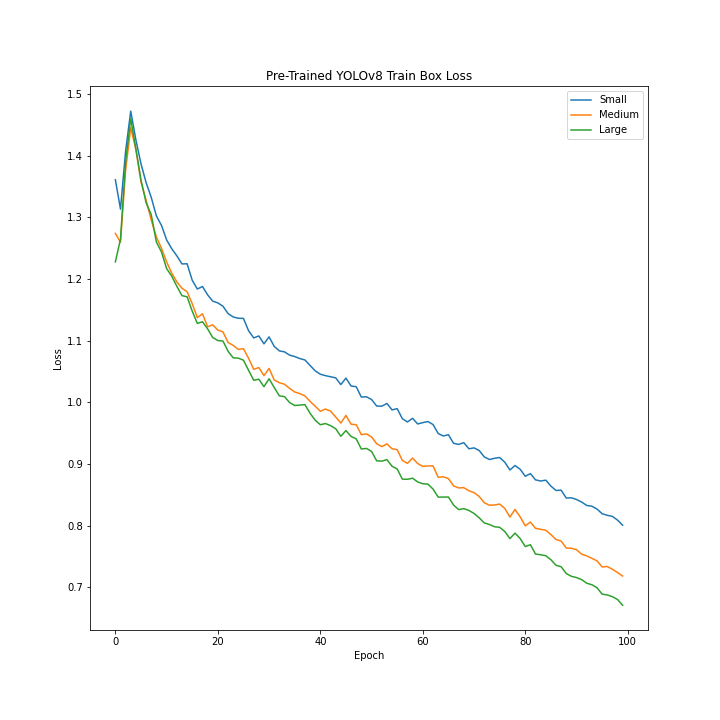 Pre-Trained YOLOv8 Train Box Loss
Small
Medium
Large
1.5
1.4
1.3
1.2
1.1
1.0
0.9
0.8
0.7
Loss
0 20 40 60 80 100
Epoch